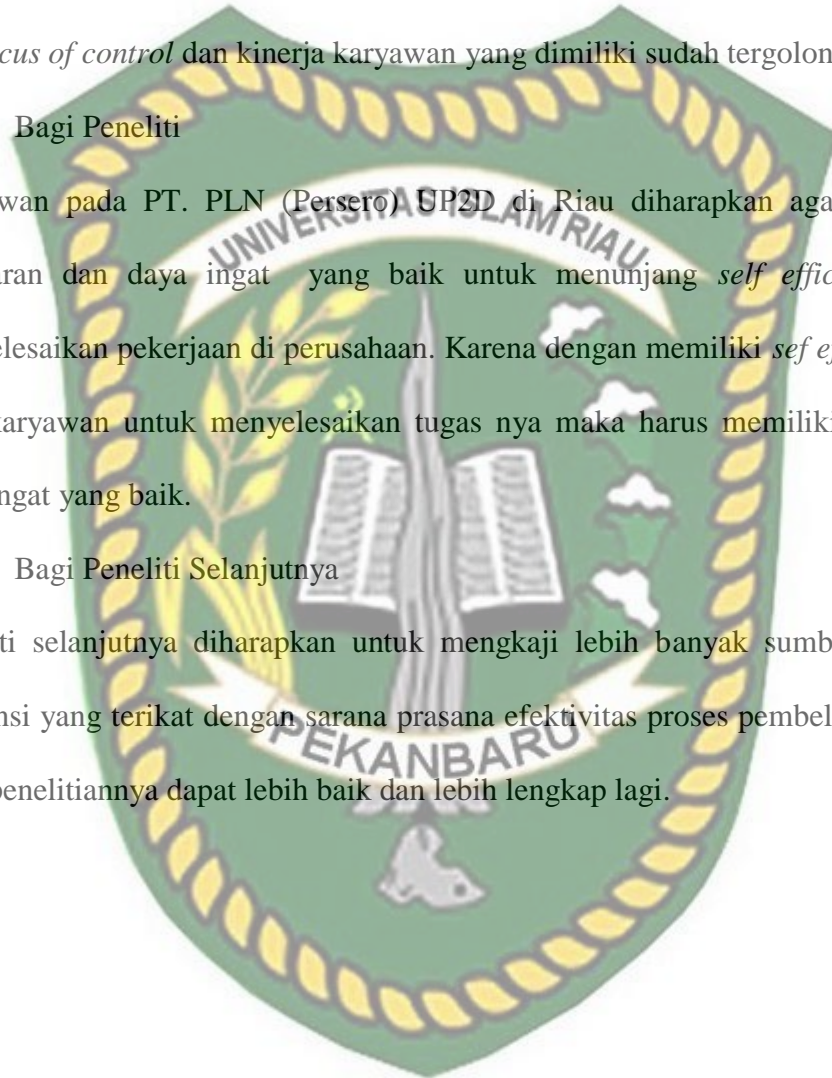 cus of control dan kinerja karyawan yang dimiliki sudah tergolon
Bagi Peneliti
wan pada PT. PLN (Persero) UP2D di Riau diharapkan aga
UNIVERSITAS ISLAM RIAU
aran dan daya ingat yang baik untuk menunjang self effic
elesaikan pekerjaan di perusahaan. Karena dengan memiliki sef ef
karyawan untuk menyelesaikan tugas nya maka harus memiliki
ngat yang baik.
Bagi Peneliti Selanjutnya
ti selanjutnya diharapkan untuk mengkaji lebih banyak sumb
nsi yang terikat dengan sarana prasana efektivitas proses pembel
PEKANBARU
penelitiannya dapat lebih baik dan lebih lengkap lagi.